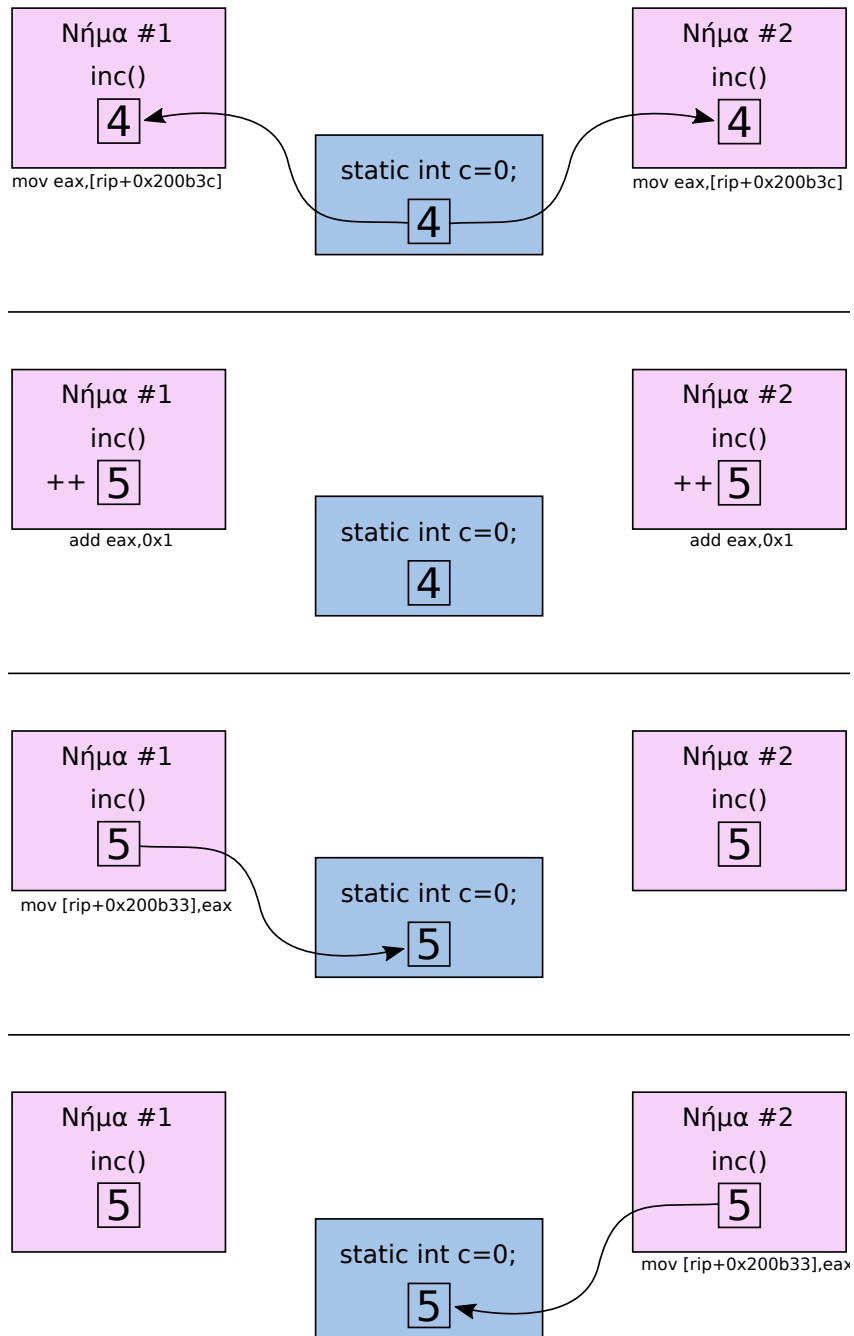 Νήμα #1
inc()
4
mov eax,[rip+0x200b3c]
static int c=0;
4
Νήμα #2
inc()
4
mov eax,[rip+0x200b3c]
Νήμα #1
inc()
++ 5
add eax,0x1
static int c=0;
4
Νήμα #2
inc()
++ 5
add eax,0x1
Νήμα #1
inc()
5
mov [rip+0x200b33],eax
static int c=0;
5
Νήμα #2
inc()
5
Νήμα #1
inc()
5
static int c=0;
5
Νήμα #2
inc()
5
mov [rip+0x200b33],eax